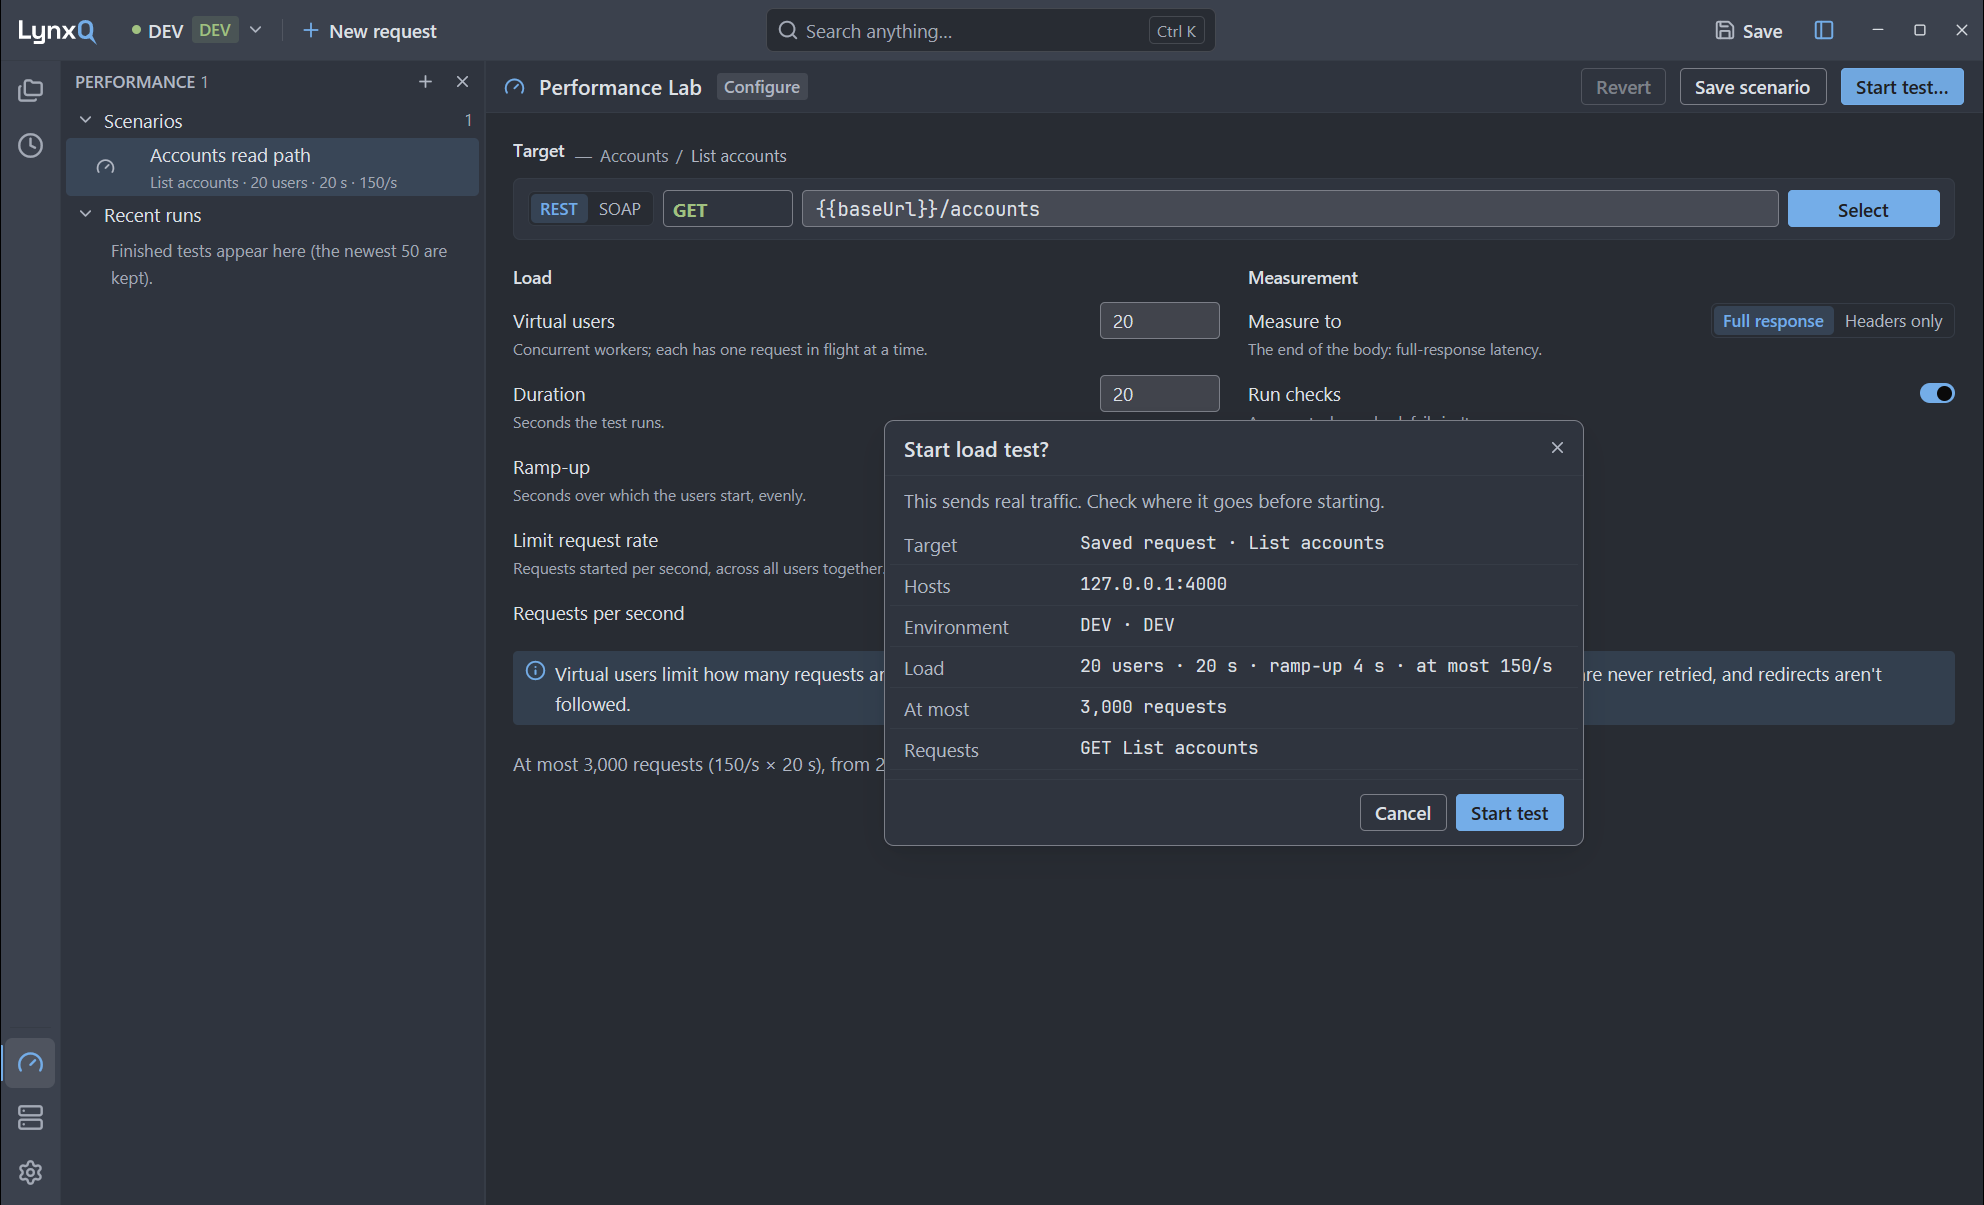 LynxQ
DEV DEV
New request
Search anything...
Ctrl K
Save
PERFORMANCE 1
Scenarios 1
Accounts read path
List accounts · 20 users · 20 s · 150/s
Recent runs
Finished tests appear here (the newest 50 are
kept).
Performance Lab Configure
Revert
Save scenario
Start test...
Target — Accounts / List accounts
REST SOAP GET {{baseUrl}}/accounts Select
Load
Virtual users 20
Concurrent workers; each has one request in flight at a time.
Duration 20
Seconds the test runs.
Ramp-up
Seconds over which the users start, evenly.
Limit request rate
Requests started per second, across all users together.
Requests per second
Measurement
Measure to Full response Headers only
The end of the body: full-response latency.
Run checks
Virtual users limit how many requests ar
re never retried, and redirects aren't
followed.
At most 3,000 requests (150/s × 20 s), from 2
Start load test?
This sends real traffic. Check where it goes before starting.
Target Saved request · List accounts
Hosts 127.0.0.1:4000
Environment DEV · DEV
Load 20 users · 20 s · ramp-up 4 s · at most 150/s
At most 3,000 requests
Requests GET List accounts
Cancel
Start test